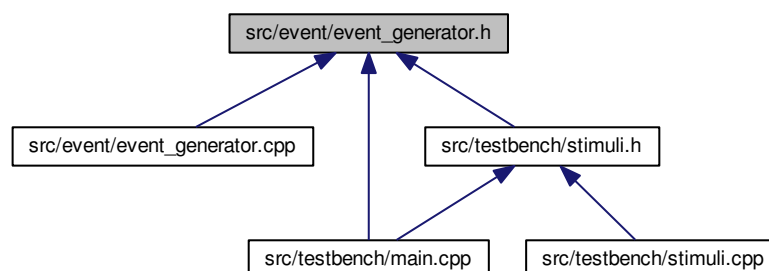 src/event/event_generator.h
src/event/event_generator.cpp
src/testbench/stimuli.h
src/testbench/main.cpp
src/testbench/stimuli.cpp